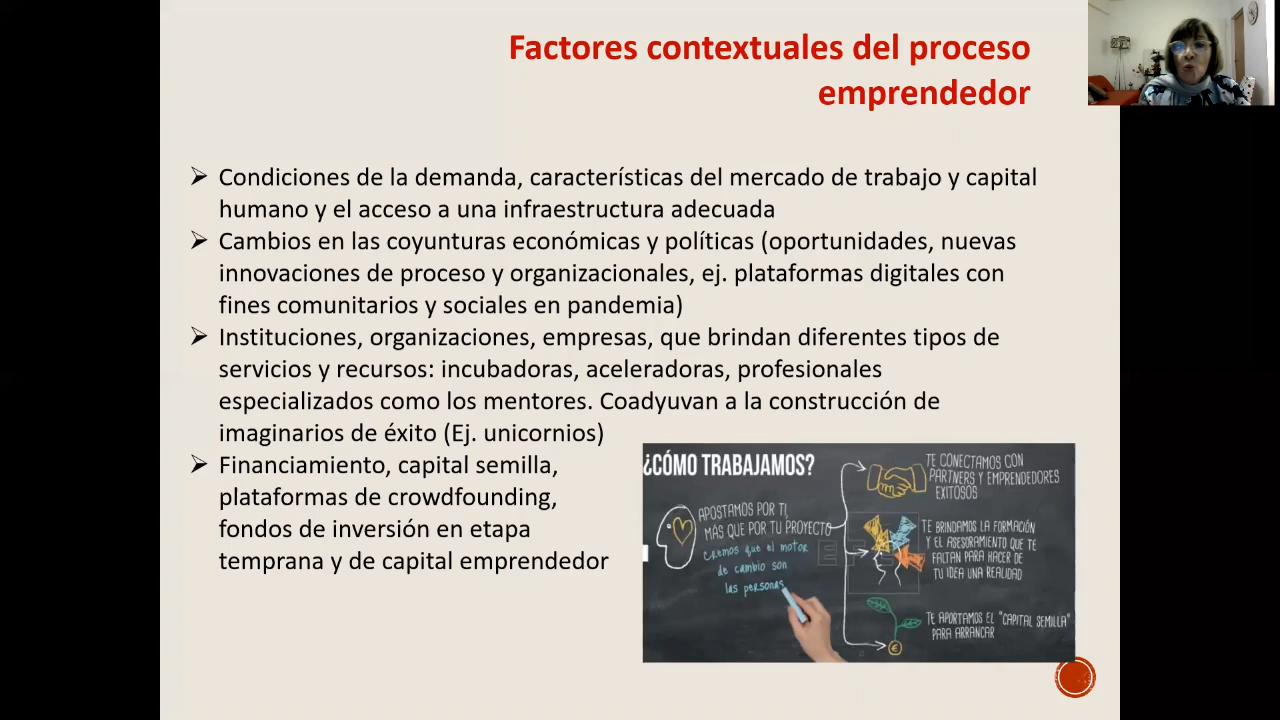 Factores contextuales del proceso
emprendedor
Condiciones de la demanda, características del mercado de trabajo y capital
humano y el acceso a una infraestructura adecuada
Cambios en las coyunturas económicas y políticas (oportunidades, nuevas
innovaciones de proceso y organizacionales, ej. plataformas digitales con
fines comunitarios y sociales en pandemia)
Instituciones, organizaciones, empresas, que brindan diferentes tipos de
servicios y recursos: incubadoras, aceleradoras, profesionales
especializados como los mentores. Coadyuvan a la construcción de
imaginarios de éxito (Ej. unicornios)
Financiamiento, capital semilla,
plataformas de crowdfounding,
fondos de inversión en etapa
temprana y de capital emprendedor
¿CÓMO TRABAJAMOS?
APOSTAMOS POR TI,
MÁS QUE POR TU PROYECTO
Creemos que el motor
de cambio son
las personas
TE CONECTAMOS CON
PARTNERS Y EMPRENDEDORES
EXITOSOS
TE BRINDAMOS LA FORMACIÓN
Y EL ASESORAMIENTO QUE TE
FALTAN PARA HACER DE
TU IDEA UNA REALIDAD
TE APORTAMOS EL "CAPITAL SEMILLA"
PARA ARRANCAR
€